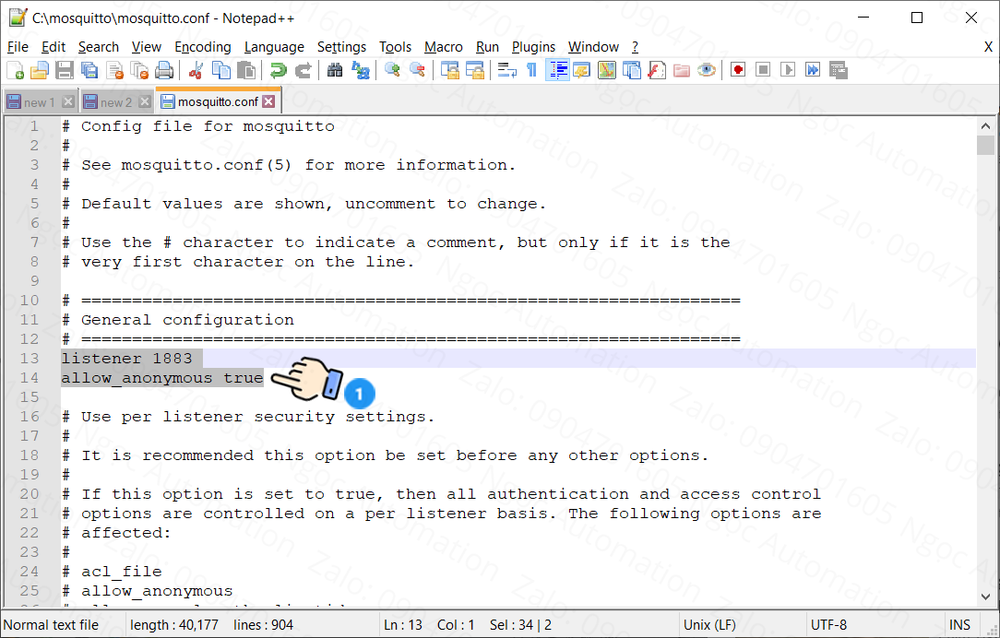 C:\mosquitto\mosquitto.conf - Notepad++
File Edit Search View Encoding Language Settings Tools Macro Run Plugins Window ? X
new 1 new 2 mosquitto.conf
1 # Config file for mosquitto
2 #
3 # See mosquitto.conf(5) for more information.
4 #
5 # Default values are shown, uncomment to change.
6 #
7 # Use the # character to indicate a comment, but only if it is the
8 # very first character on the line.
9
10 # =================================================================
11 # General configuration
12 # =================================================================
13 listener 1883
14 allow_anonymous true
1
15
16 # Use per listener security settings.
17 #
18 # It is recommended this option be set before any other options.
19 #
20 # If this option is set to true, then all authentication and access control
21 # options are controlled on a per listener basis. The following options are
22 # affected:
23 #
24 # acl_file
25 # allow_anonymous
Normal text file length : 40,177 lines : 904 Ln : 13 Col : 1 Sel : 34 | 2 Unix (LF) UTF-8 INS
Zalo: 0904701605 Ngoc Automation